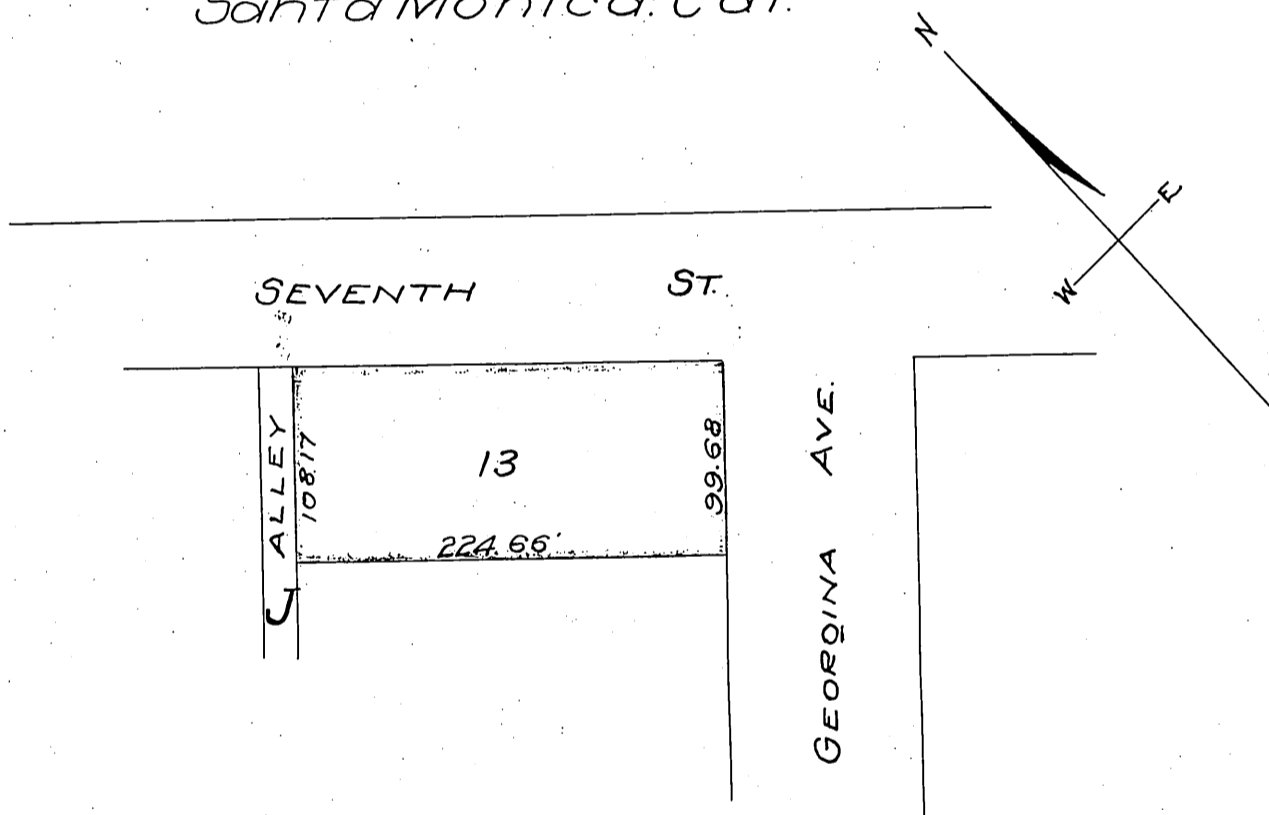 Santa Monica. Cal.
N
E
W
SEVENTH ST.
ALLEY
J
108.17
13
99.68
224.66'
GEORGINA AVE.